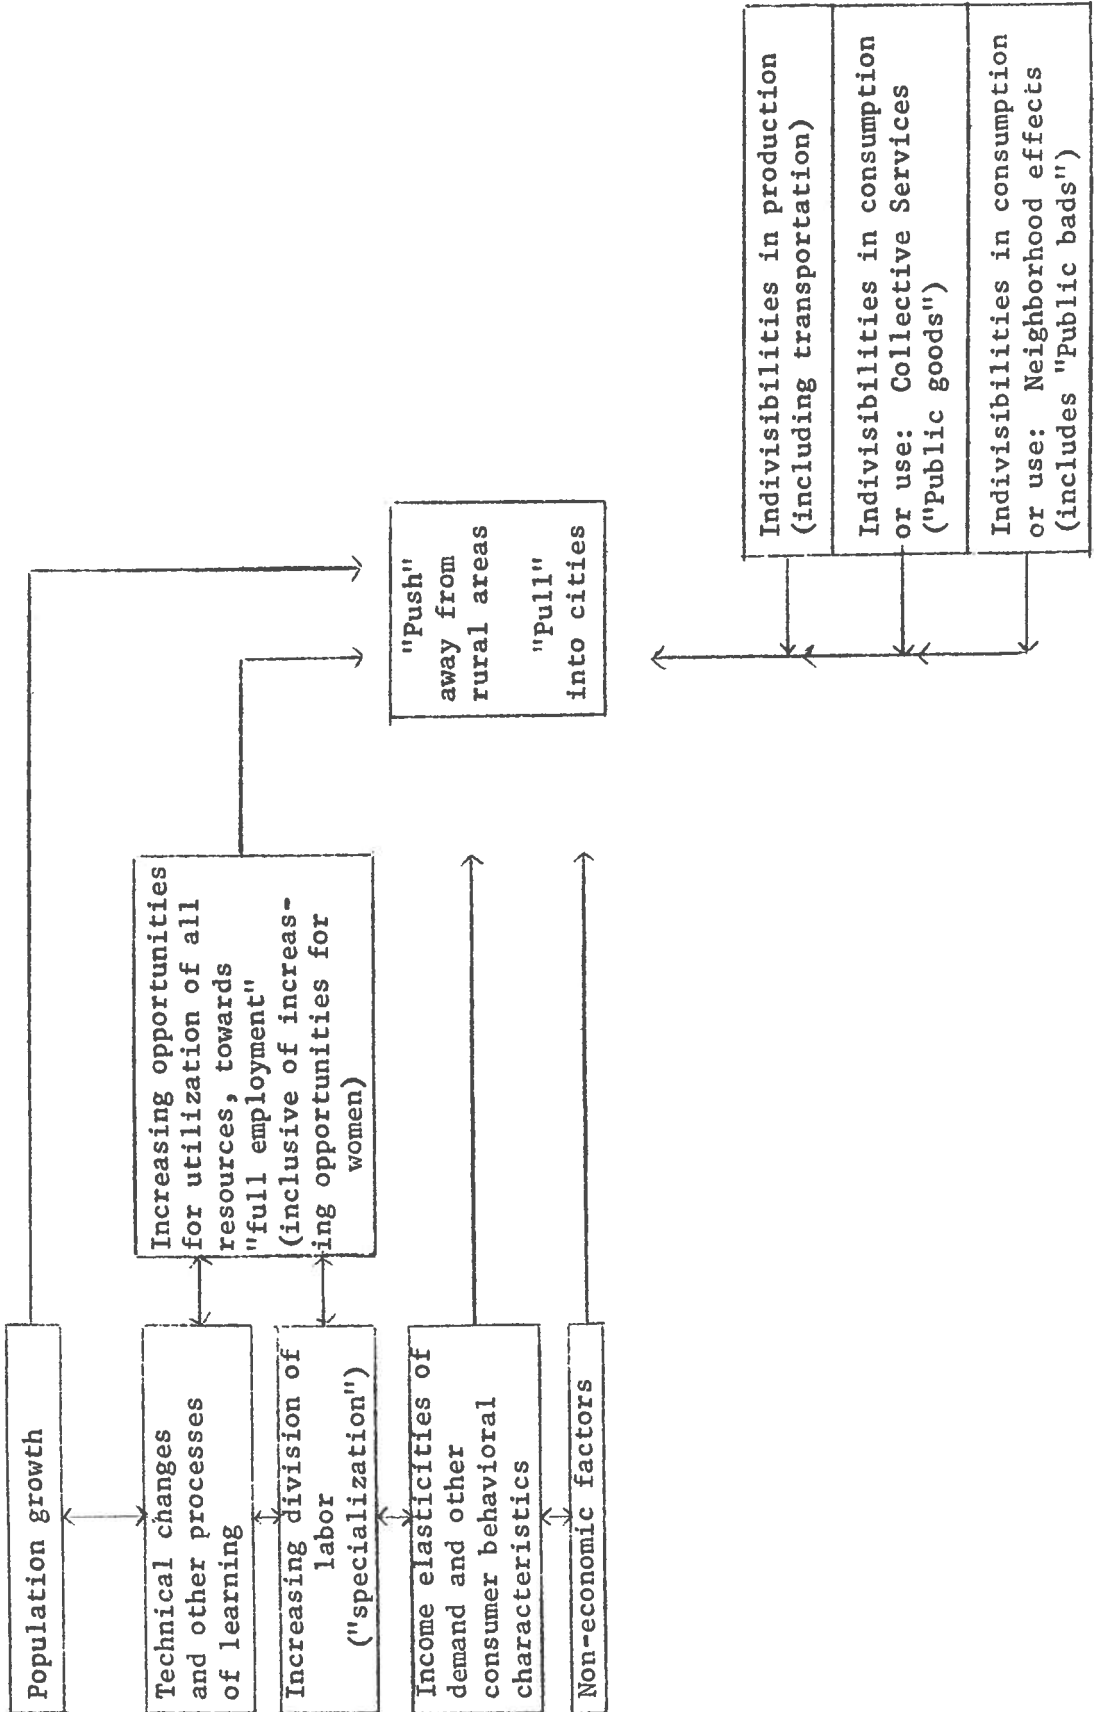 Population growth
Technical changes
and other processes
of learning
Increasing division of
labor
("specialization")
Income elasticities of
demand and other
consumer behavioral
characteristics
Non-economic factors
Increasing opportunities
for utilization of all
resources, towards
"full employment"
(inclusive of increas-
ing opportunities for
women)
"Push"
away from
rural areas
"Pull"
into cities
Indivisibilities in production
(including transportation)
Indivisibilities in consumption
or use: Collective Services
("Public goods")
Indivisibilities in consumption
or use: Neighborhood effects
(includes "Public bads")